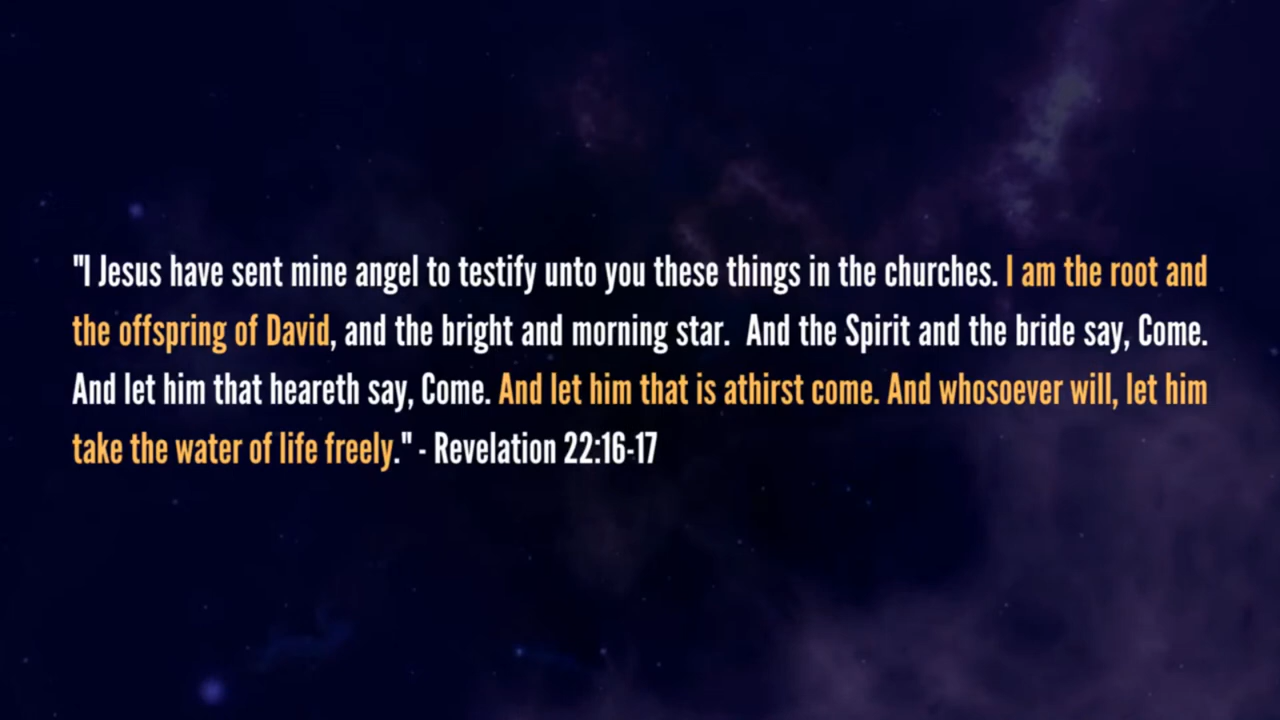 "I Jesus have sent mine angel to testify unto you these things in the churches. I am the root and
the offspring of David, and the bright and morning star.  And the Spirit and the bride say, Come.
And let him that heareth say, Come. And let him that is athirst come. And whosoever will, let him
take the water of life freely." - Revelation 22:16-17